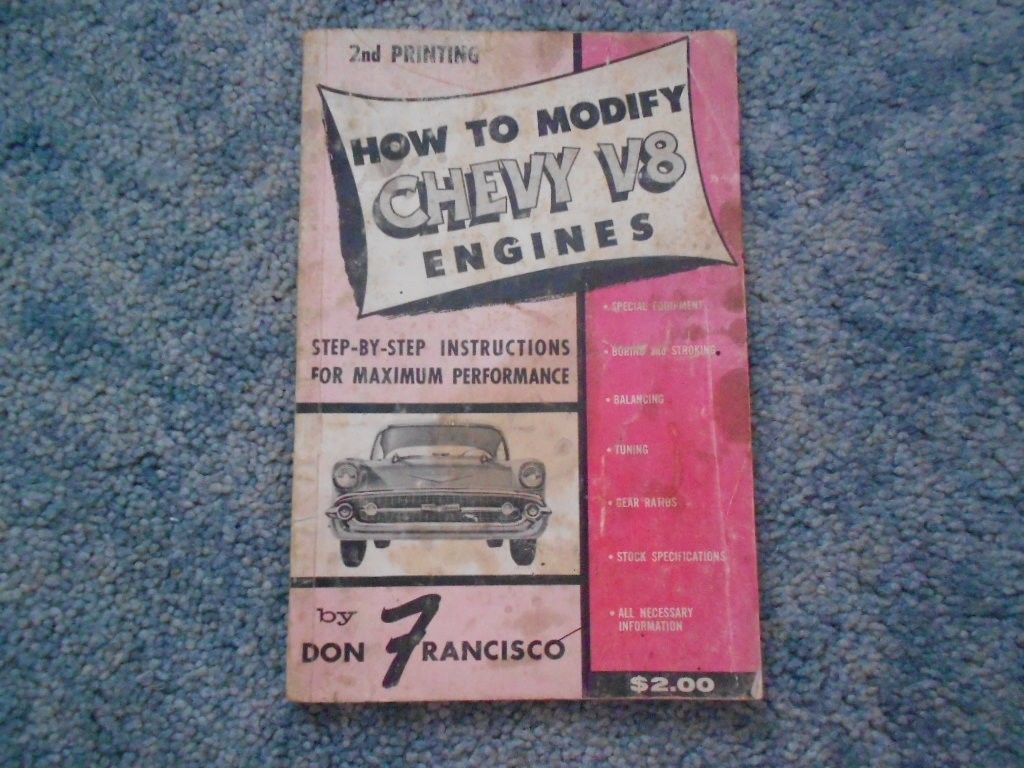 2nd PRINTING
HOW TO MODIFY
CHEVY V8
ENGINES
STEP-BY-STEP INSTRUCTIONS
FOR MAXIMUM PERFORMANCE
by
DON FRANCISCO
• SPECIAL EQUIPMENT
• BORING and STROKING
• BALANCING
• TUNING
• GEAR RATIOS
• STOCK SPECIFICATIONS
• ALL NECESSARY
INFORMATION
$2.00